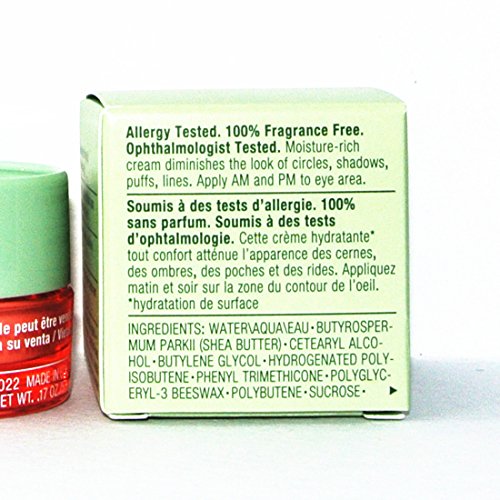 Allergy Tested. 100% Fragrance Free.
Ophthalmologist Tested. Moisture-rich
cream diminishes the look of circles, shadows,
puffs, lines. Apply AM and PM to eye area.
Soumis à des tests d'allergie. 100%
sans parfum. Soumis à des tests
d'ophtalmologie. Cette crème hydratante*
tout confort atténue l'apparence des cernes,
des ombres, des poches et des rides. Appliquez
matin et soir sur la zone du contour de l'oeil.
*hydratation de surface
INGREDIENTS: WATER\AQUA\EAU • BUTYROSPER-
MUM PARKII (SHEA BUTTER) • CETEARYL ALCO-
HOL • BUTYLENE GLYCOL • HYDROGENATED POLY-
ISOBUTENE • PHENYL TRIMETHICONE • POLYGLYC-
ERYL-3 BEESWAX • POLYBUTENE • SUCROSE •
le peut être
su venta /
022 MADE IN
ET WT. .17 OZ